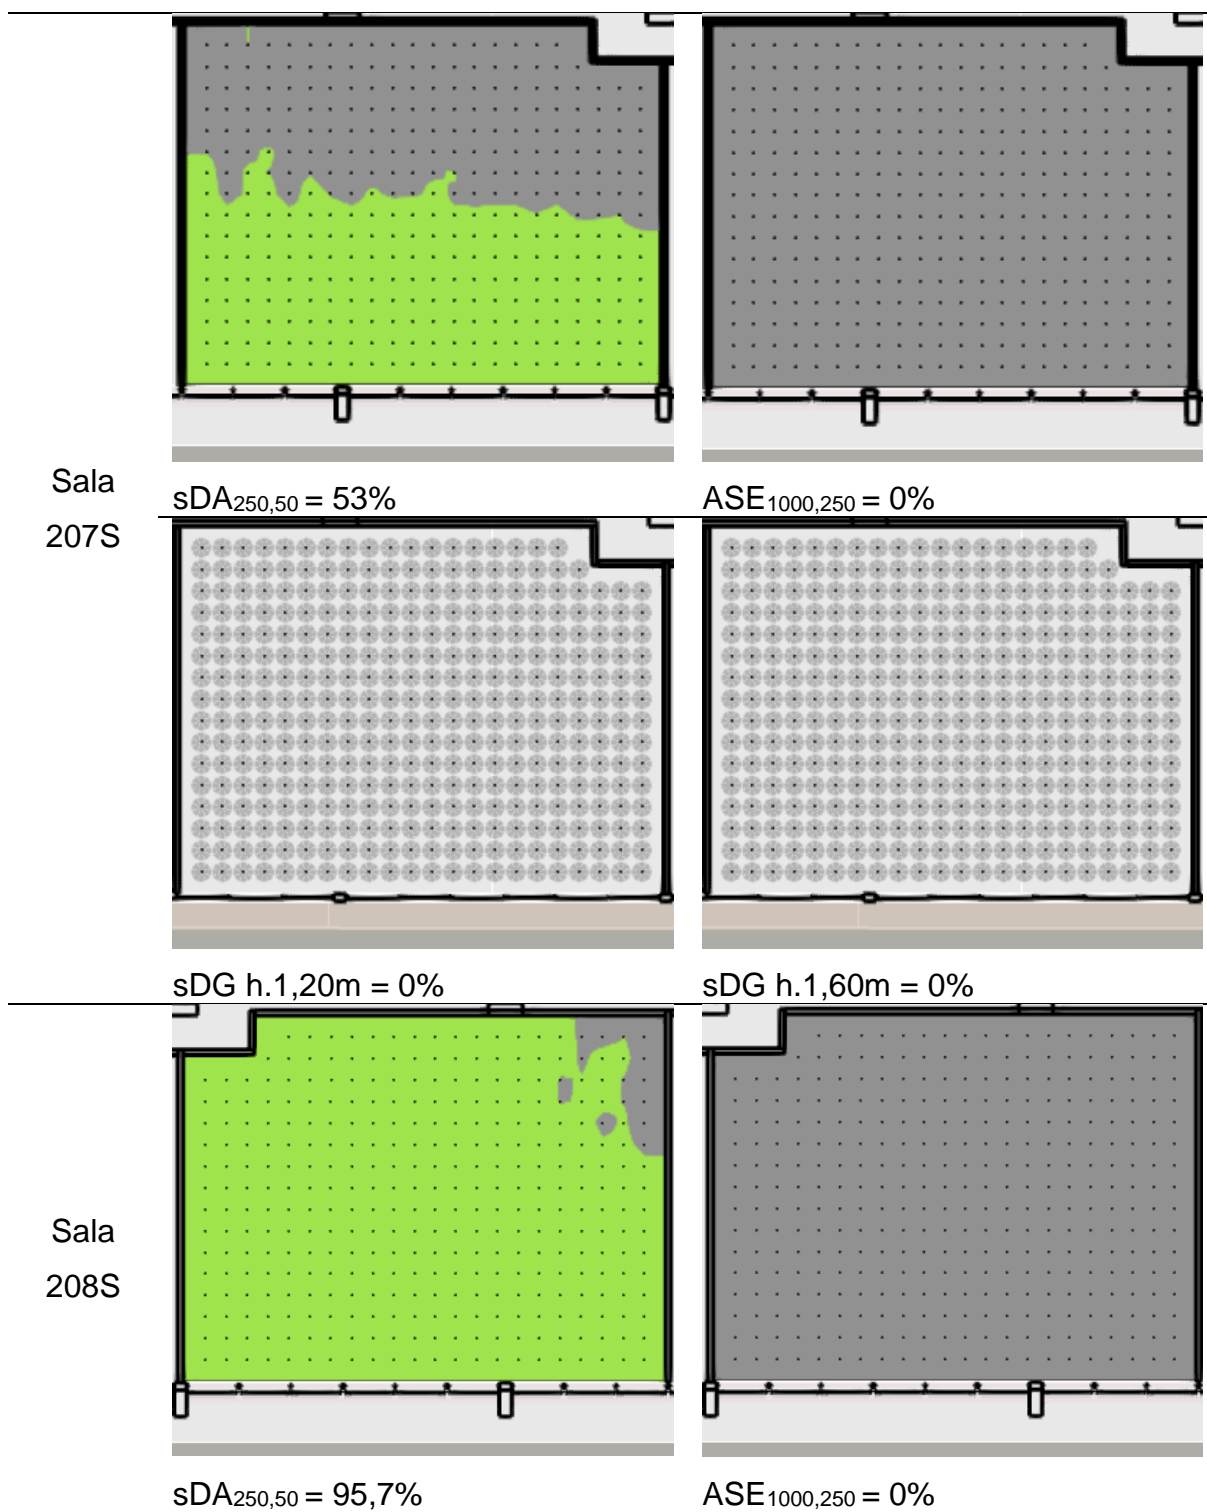 sDA250,50 = 53%
ASE1000,250 = 0%
Sala
207S
sDG h.1,20m = 0%
sDG h.1,60m = 0%
Sala
208S
sDA250,50 = 95,7%
ASE1000,250 = 0%